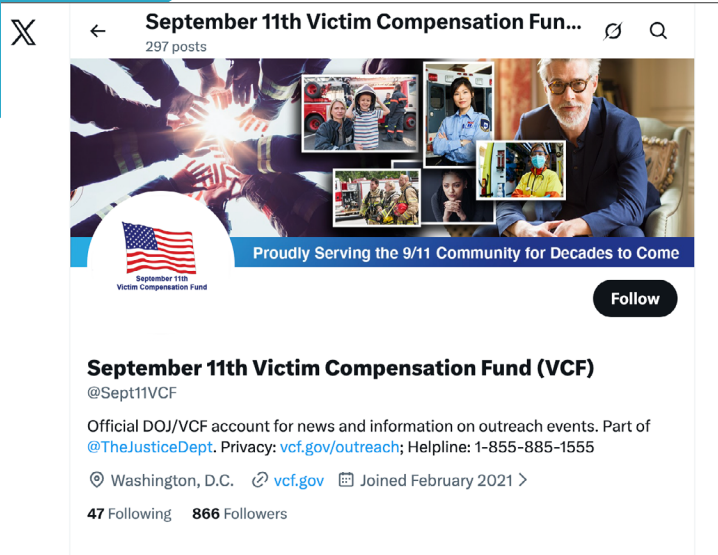 September 11th Victim Compensation Fun...
297 posts
Proudly Serving the 9/11 Community for Decades to Come
September 11th
Victim Compensation Fund
Follow
September 11th Victim Compensation Fund (VCF)
@Sept11VCF
Official DOJ/VCF account for news and information on outreach events. Part of
@TheJusticeDept. Privacy: vcf.gov/outreach; Helpline: 1-855-885-1555
Washington, D.C. vcf.gov Joined February 2021
47 Following 866 Followers